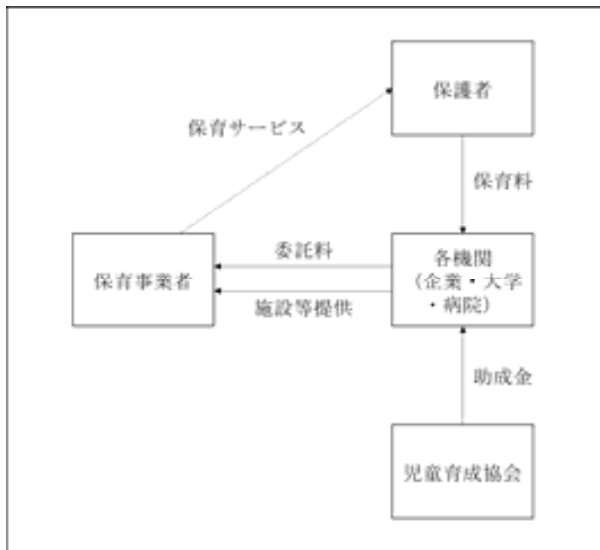 保護者
保育サービス
保育料
委託料
保育事業者
各機関
（企業・大学
・病院）
施設等提供
助成金
児童育成協会